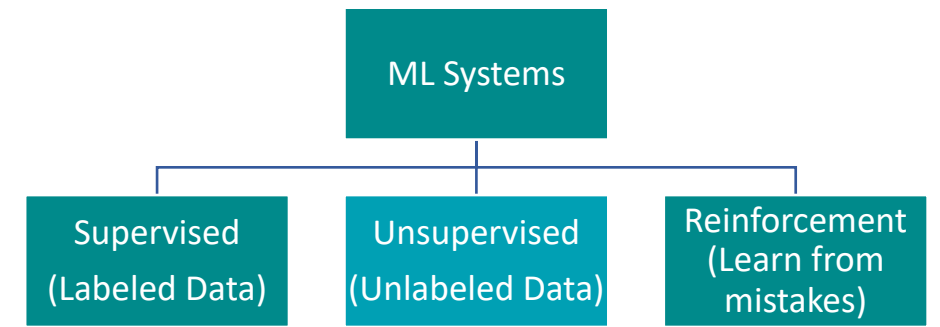 ML Systems
Supervised
(Labeled Data)
Unsupervised
(Unlabeled Data)
Reinforcement
(Learn from
mistakes)